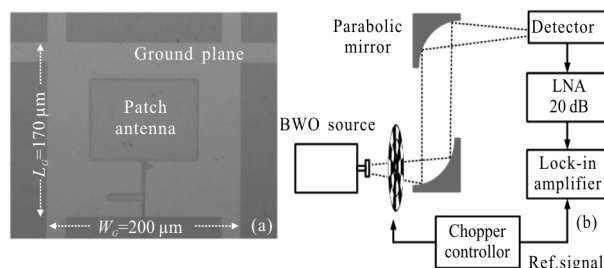 Ground plane
Patch
antenna
L_G=170 μm
W_G=200 μm
(a)
Parabolic
mirror
Detector
LNA
20 dB
BWO source
Lock-in
amplifier
(b)
Chopper
controllor
Ref.signal